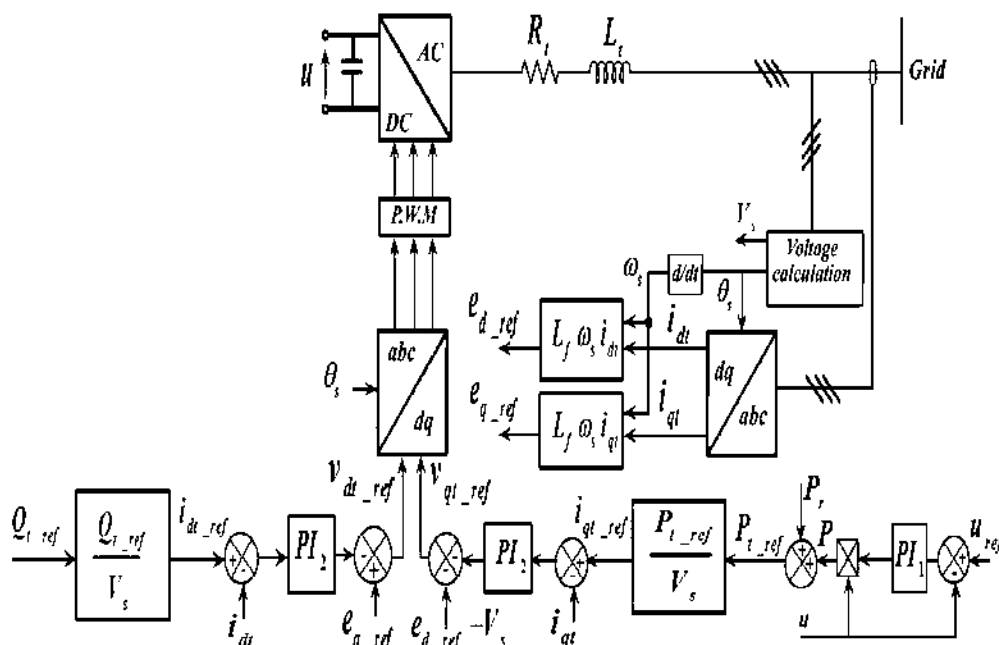 R_t
L_t
AC
DC
u
Grid
P.W.M
V_s
Voltage
calculation
ω_s
d/dt
θ_s
e_d_ref
L_f ω_s i_dt
i_dt
dq
abc
e_q_ref
L_f ω_s i_qt
i_qt
abc
dq
θ_s
v_dt_ref
v_qt_ref
P_r
Q_t_ref
Q_t_ref
V_s
i_dt_ref
+
-
PI_2
-
+
-
-
PI_2
+
-
i_qt_ref
P_t_ref
V_s
P_t_ref
+
+
P
PI_1
+
-
u_ref
i_dt
e_q_ref
e_d_ref
-V_s
i_qt
u